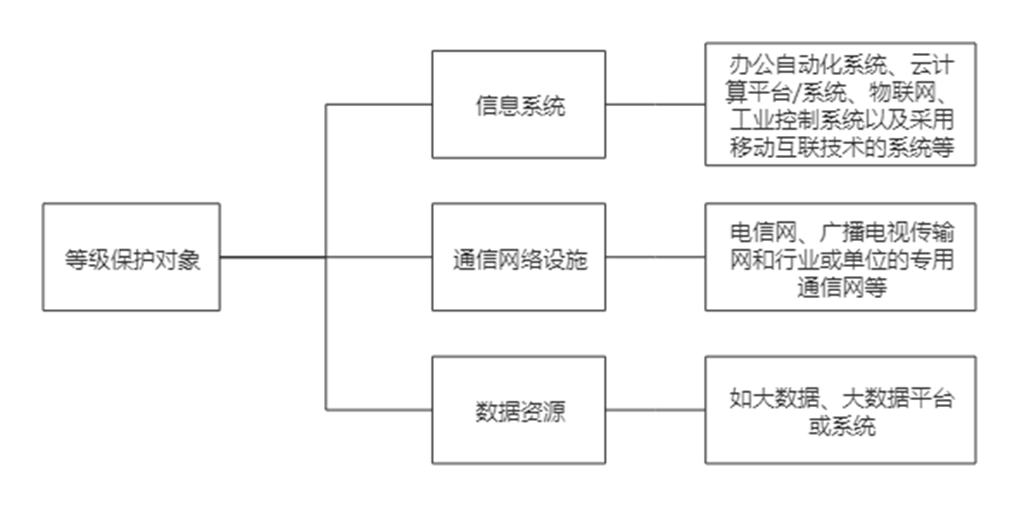 等级保护对象
信息系统
办公自动化系统、云计
算平台/系统、物联网、
工业控制系统以及采用
移动互联技术的系统等
通信网络设施
电信网、广播电视传输
网和行业或单位的专用
通信网等
数据资源
如大数据、大数据平台
或系统